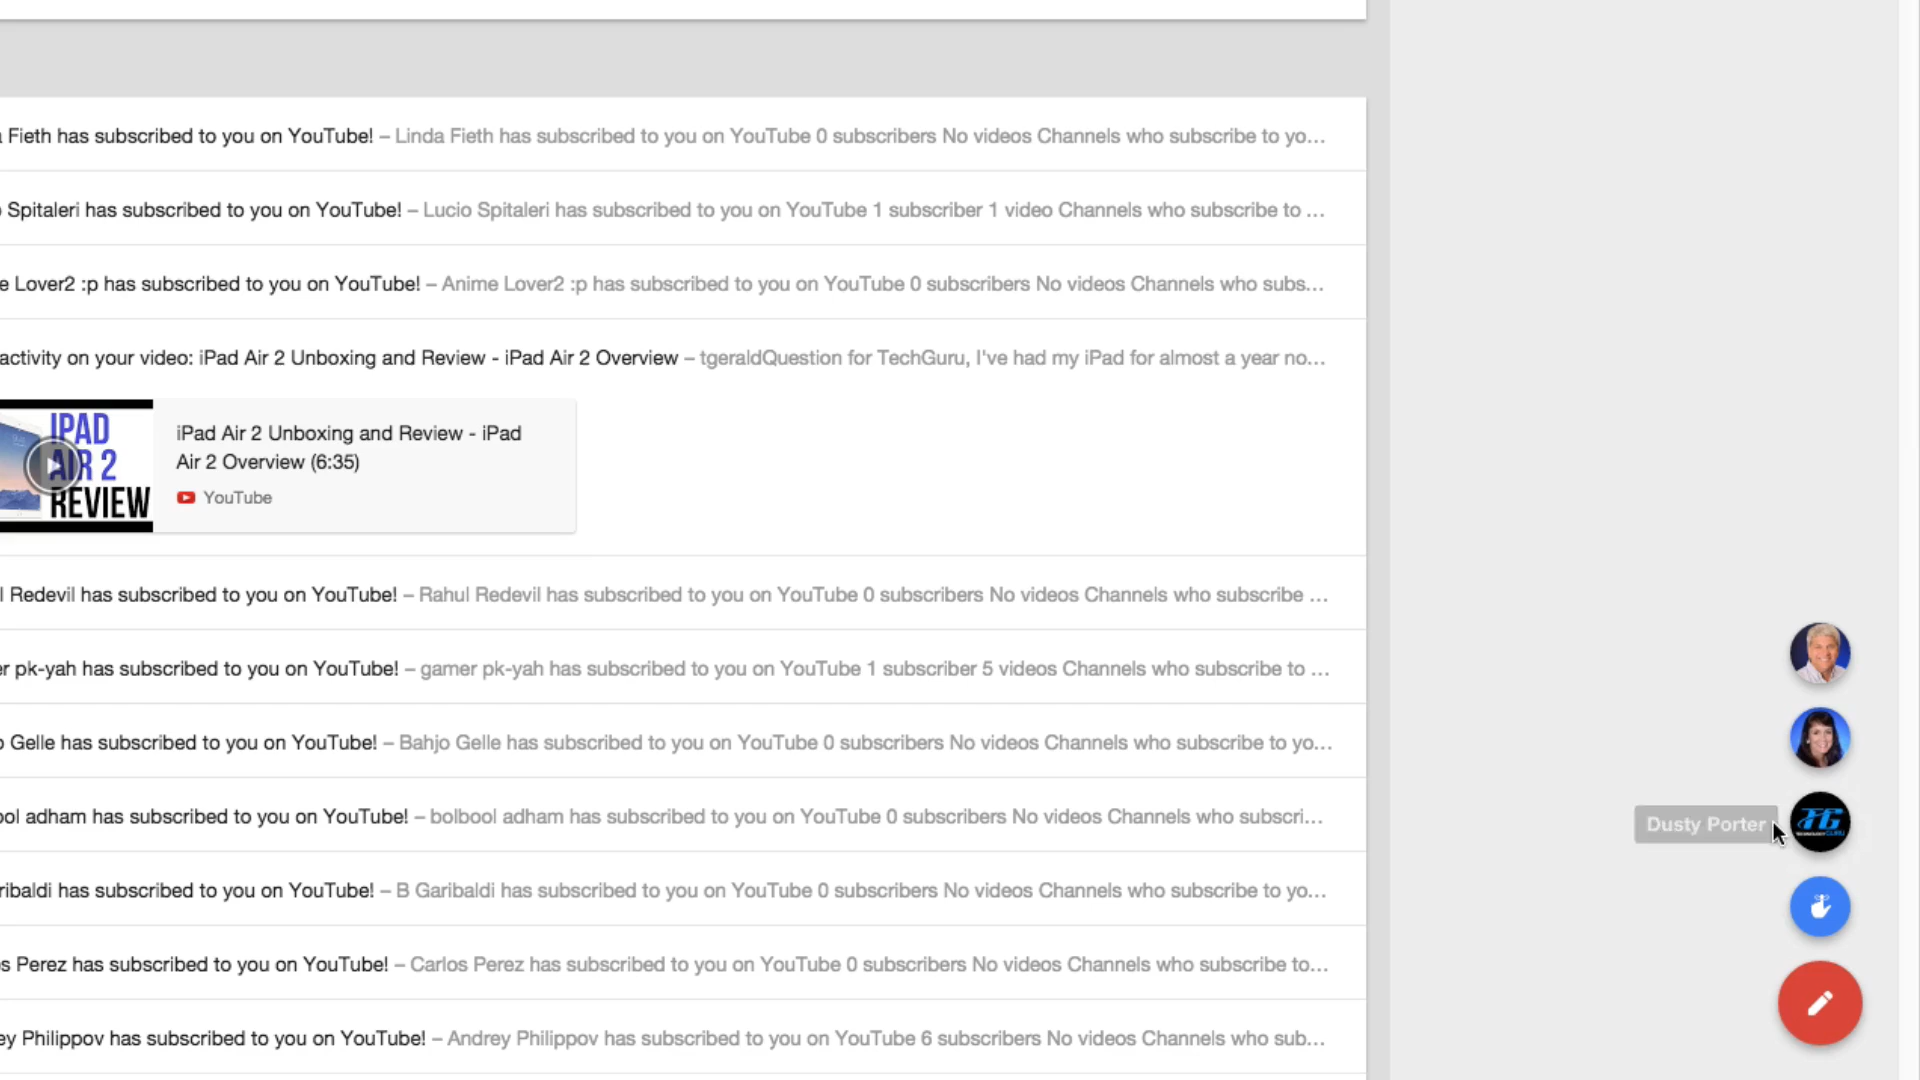 Fieth has subscribed to you on YouTube! – Linda Fieth has subscribed to you on YouTube 0 subscribers No videos Channels who subscribe to yo...
Spitaleri has subscribed to you on YouTube! – Lucio Spitaleri has subscribed to you on YouTube 1 subscriber 1 video Channels who subscribe to ...
e Lover2 :p has subscribed to you on YouTube! – Anime Lover2 :p has subscribed to you on YouTube 0 subscribers No videos Channels who subs...
activity on your video: iPad Air 2 Unboxing and Review - iPad Air 2 Overview – tgeraldQuestion for TechGuru, I've had my iPad for almost a year no...
IPAD
AIR 2
REVIEW
iPad Air 2 Unboxing and Review - iPad
Air 2 Overview (6:35)
YouTube
l Redevil has subscribed to you on YouTube! – Rahul Redevil has subscribed to you on YouTube 0 subscribers No videos Channels who subscribe ...
er pk-yah has subscribed to you on YouTube! – gamer pk-yah has subscribed to you on YouTube 1 subscriber 5 videos Channels who subscribe to ...
o Gelle has subscribed to you on YouTube! – Bahjo Gelle has subscribed to you on YouTube 0 subscribers No videos Channels who subscribe to yo...
ool adham has subscribed to you on YouTube! – bolbool adham has subscribed to you on YouTube 0 subscribers No videos Channels who subscri...
Dusty Porter
TG
ribaldi has subscribed to you on YouTube! – B Garibaldi has subscribed to you on YouTube 0 subscribers No videos Channels who subscribe to yo...
s Perez has subscribed to you on YouTube! – Carlos Perez has subscribed to you on YouTube 0 subscribers No videos Channels who subscribe to...
ey Philippov has subscribed to you on YouTube! – Andrey Philippov has subscribed to you on YouTube 6 subscribers No videos Channels who sub...